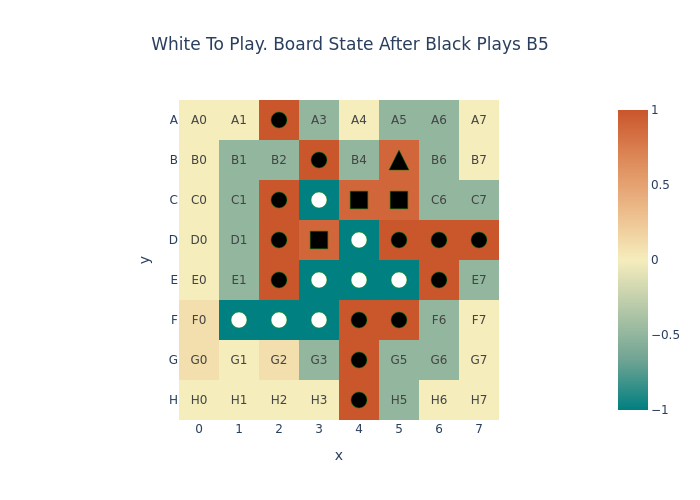 White To Play. Board State After Black Plays B5
A A0 A1 A3 A4 A5 A6 A7 1
B B0 B1 B2 B4 B6 B7
C C0 C1 C6 C7 0.5
D D0 D1
y E E0 E1 E7 0
F F0 F6 F7 −0.5
G G0 G1 G2 G3 G5 G6 G7
H H0 H1 H2 H3 H5 H6 H7 −1
0 1 2 3 4 5 6 7
x